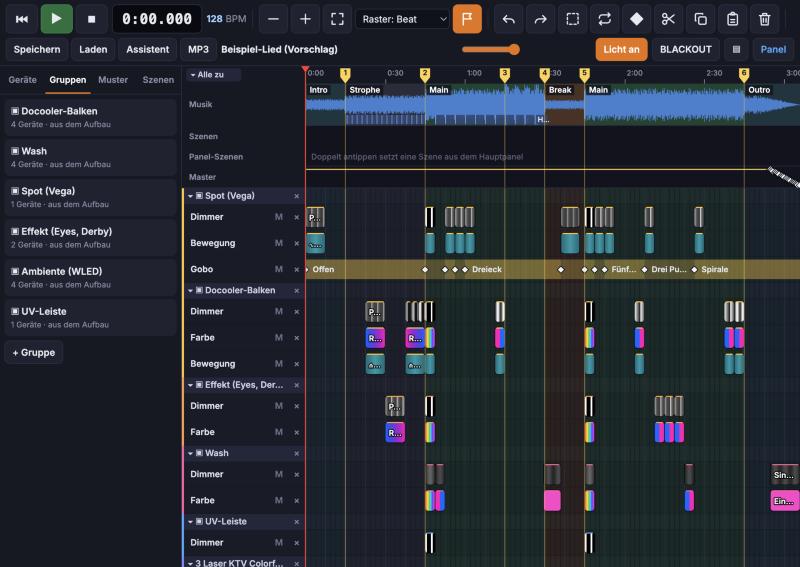 0:00.000
128 BPM
Raster: Beat
Speichern
Laden
Assistent
MP3
Beispiel-Lied (Vorschlag)
Licht an
BLACKOUT
Panel
Geräte
Gruppen
Muster
Szenen
Docooler-Balken
4 Geräte · aus dem Aufbau
Wash
4 Geräte · aus dem Aufbau
Spot (Vega)
1 Geräte · aus dem Aufbau
Effekt (Eyes, Derby)
2 Geräte · aus dem Aufbau
Ambiente (WLED)
4 Geräte · aus dem Aufbau
UV-Leiste
1 Geräte · aus dem Aufbau
+ Gruppe
Alle zu
0:00 1 0:30 2 1:00 3 4 :30 5 2:00 2:30 6 3:00
Intro Strophe Main Break Main Outro
Musik
H...
Szenen
Panel-Szenen
Doppelt antippen setzt eine Szene aus dem Hauptpanel
Master
Spot (Vega) ×
Dimmer M × P...
Bewegung M ×
Gobo M × Offen Dreieck Fünf... Drei Pu... Spirale
Docooler-Balken ×
Dimmer M × P...
Farbe M × R... R...
Bewegung M ×
Effekt (Eyes, Der... ×
Dimmer M × P...
Farbe M × R...
Wash ×
Dimmer M × Sin...
Farbe M × Ein...
UV-Leiste ×
Dimmer M ×
3 Laser KTV Colorf... ×